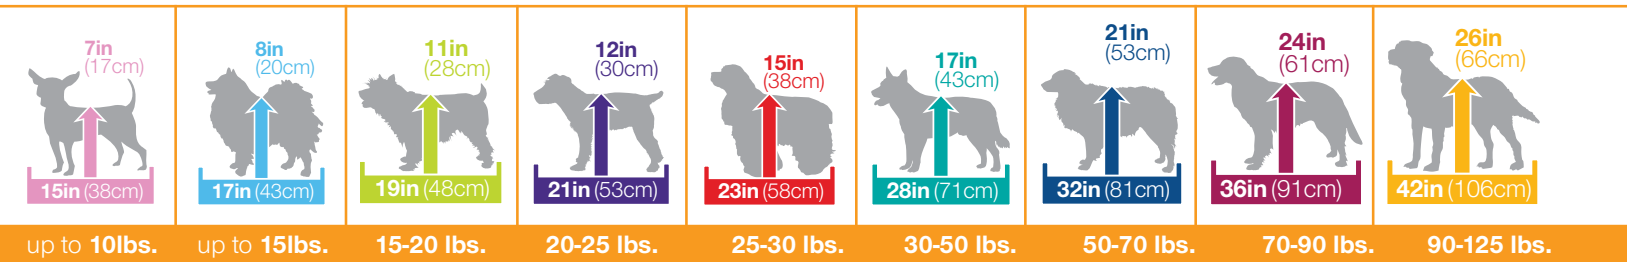 7in
(17cm)
15in (38cm)
up to 10lbs.
8in
(20cm)
17in (43cm)
up to 15lbs.
11in
(28cm)
19in (48cm)
15-20 lbs.
12in
(30cm)
21in (53cm)
20-25 lbs.
15in
(38cm)
23in (58cm)
25-30 lbs.
17in
(43cm)
28in (71cm)
30-50 lbs.
21in
(53cm)
32in (81cm)
50-70 lbs.
24in
(61cm)
36in (91cm)
70-90 lbs.
26in
(66cm)
42in (106cm)
90-125 lbs.